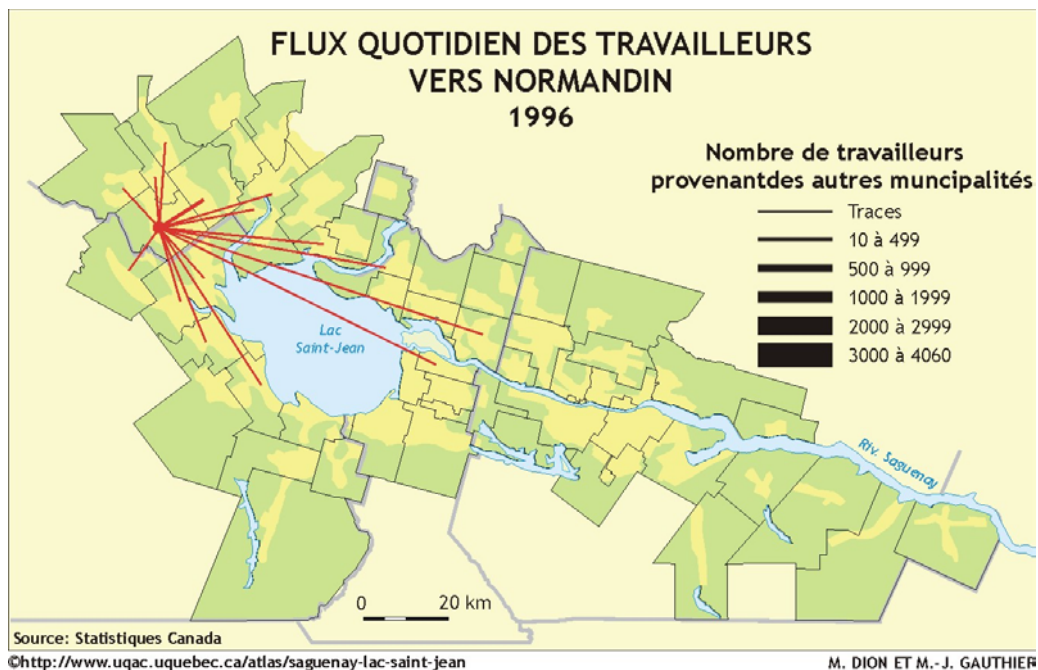 FLUX QUOTIDIEN DES TRAVAILLEURS
VERS NORMANDIN
1996
Nombre de travailleurs
provenantdes autres muncipalités
Traces
10 à 499
500 à 999
1000 à 1999
2000 à 2999
3000 à 4060
Lac
Saint-Jean
Riv. Saguenay
0 20 km
Source: Statistiques Canada
©http://www.uqac.uquebec.ca/atlas/saguenay-lac-saint-jean
M. DION ET M.-J. GAUTHIER